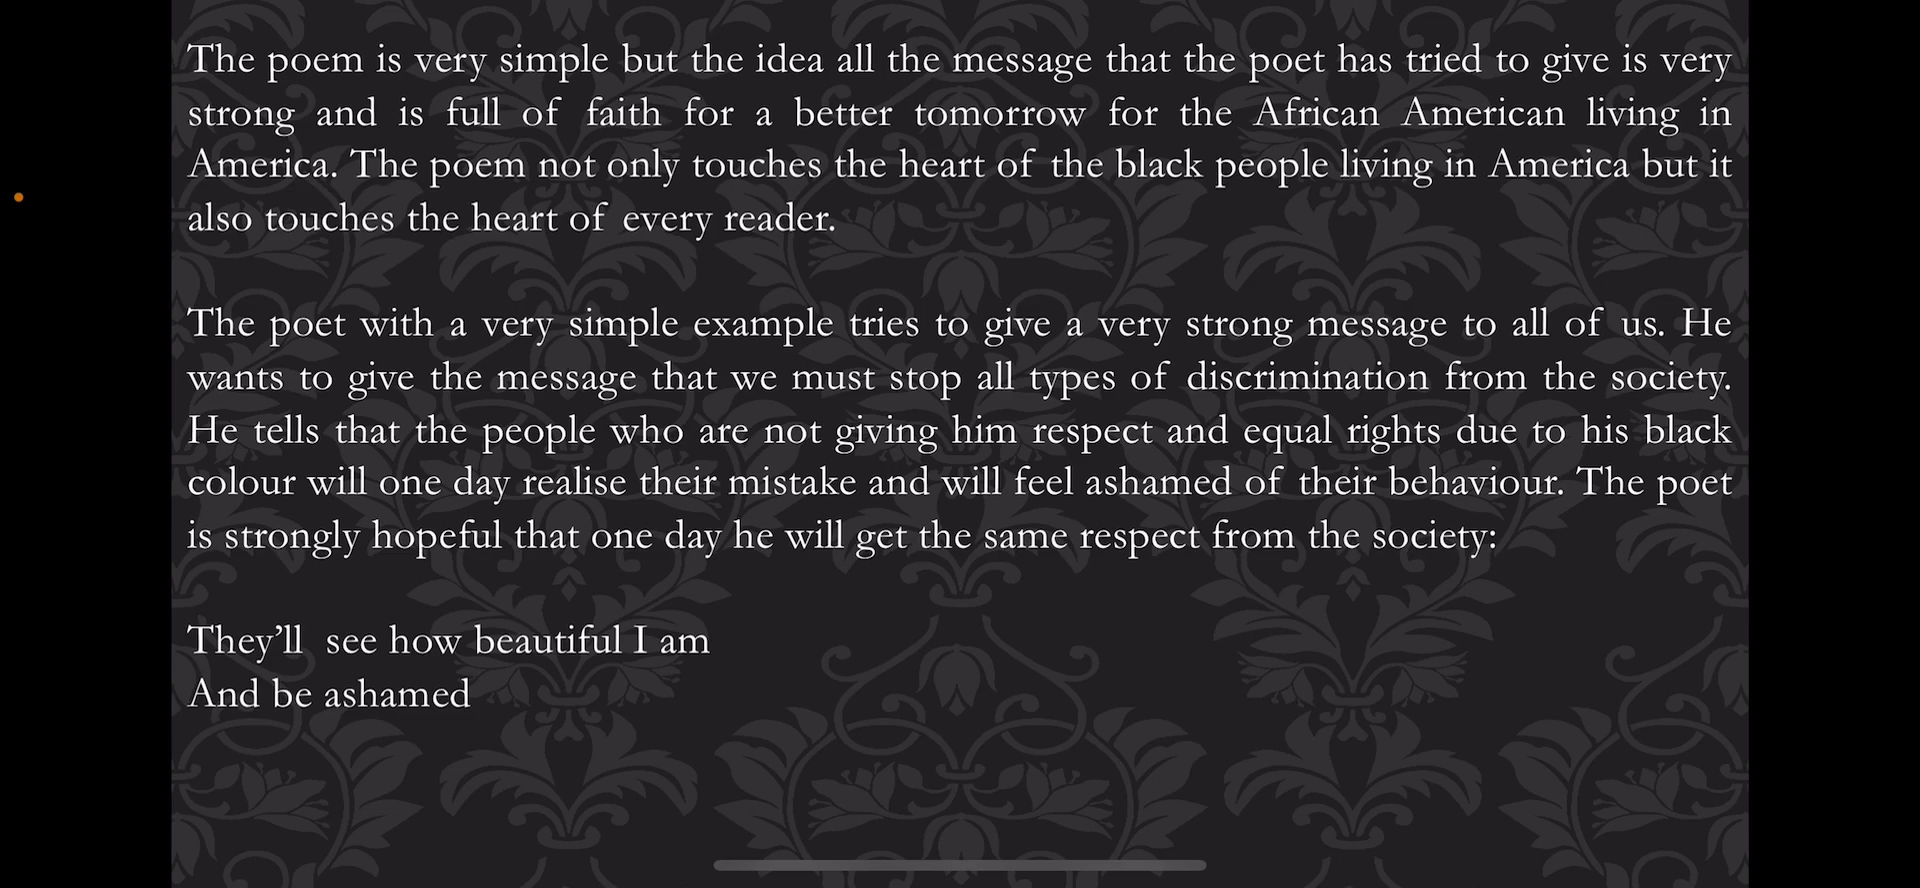 The poem is very simple but the idea all the message that the poet has tried to give is very
strong and is full of faith for a better tomorrow for the African American living in
America. The poem not only touches the heart of the black people living in America but it
also touches the heart of every reader.
The poet with a very simple example tries to give a very strong message to all of us. He
wants to give the message that we must stop all types of discrimination from the society.
He tells that the people who are not giving him respect and equal rights due to his black
colour will one day realise their mistake and will feel ashamed of their behaviour. The poet
is strongly hopeful that one day he will get the same respect from the society:
They’ll see how beautiful I am
And be ashamed